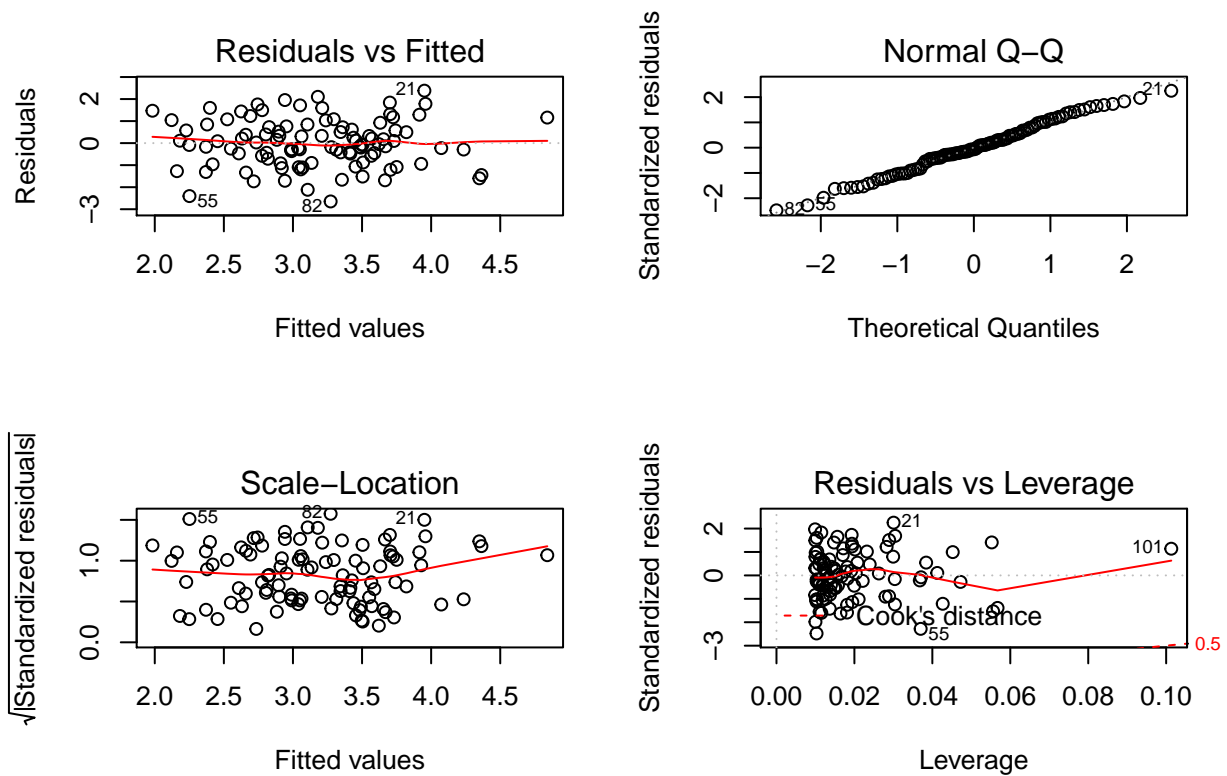 Residuals vs Fitted
Residuals
2
0
−3
21
55
82
2.0 2.5 3.0 3.5 4.0 4.5
Fitted values
Normal Q−Q
Standardized residuals
2
0
−2
21
82
55
−2 −1 0 1 2
Theoretical Quantiles
Scale−Location
√|Standardized residuals|
1.0
0.0
55
82
21
2.0 2.5 3.0 3.5 4.0 4.5
Fitted values
Residuals vs Leverage
Standardized residuals
2
0
−3
21
101
Cook's distance
55
0.5
0.00 0.02 0.04 0.06 0.08 0.10
Leverage